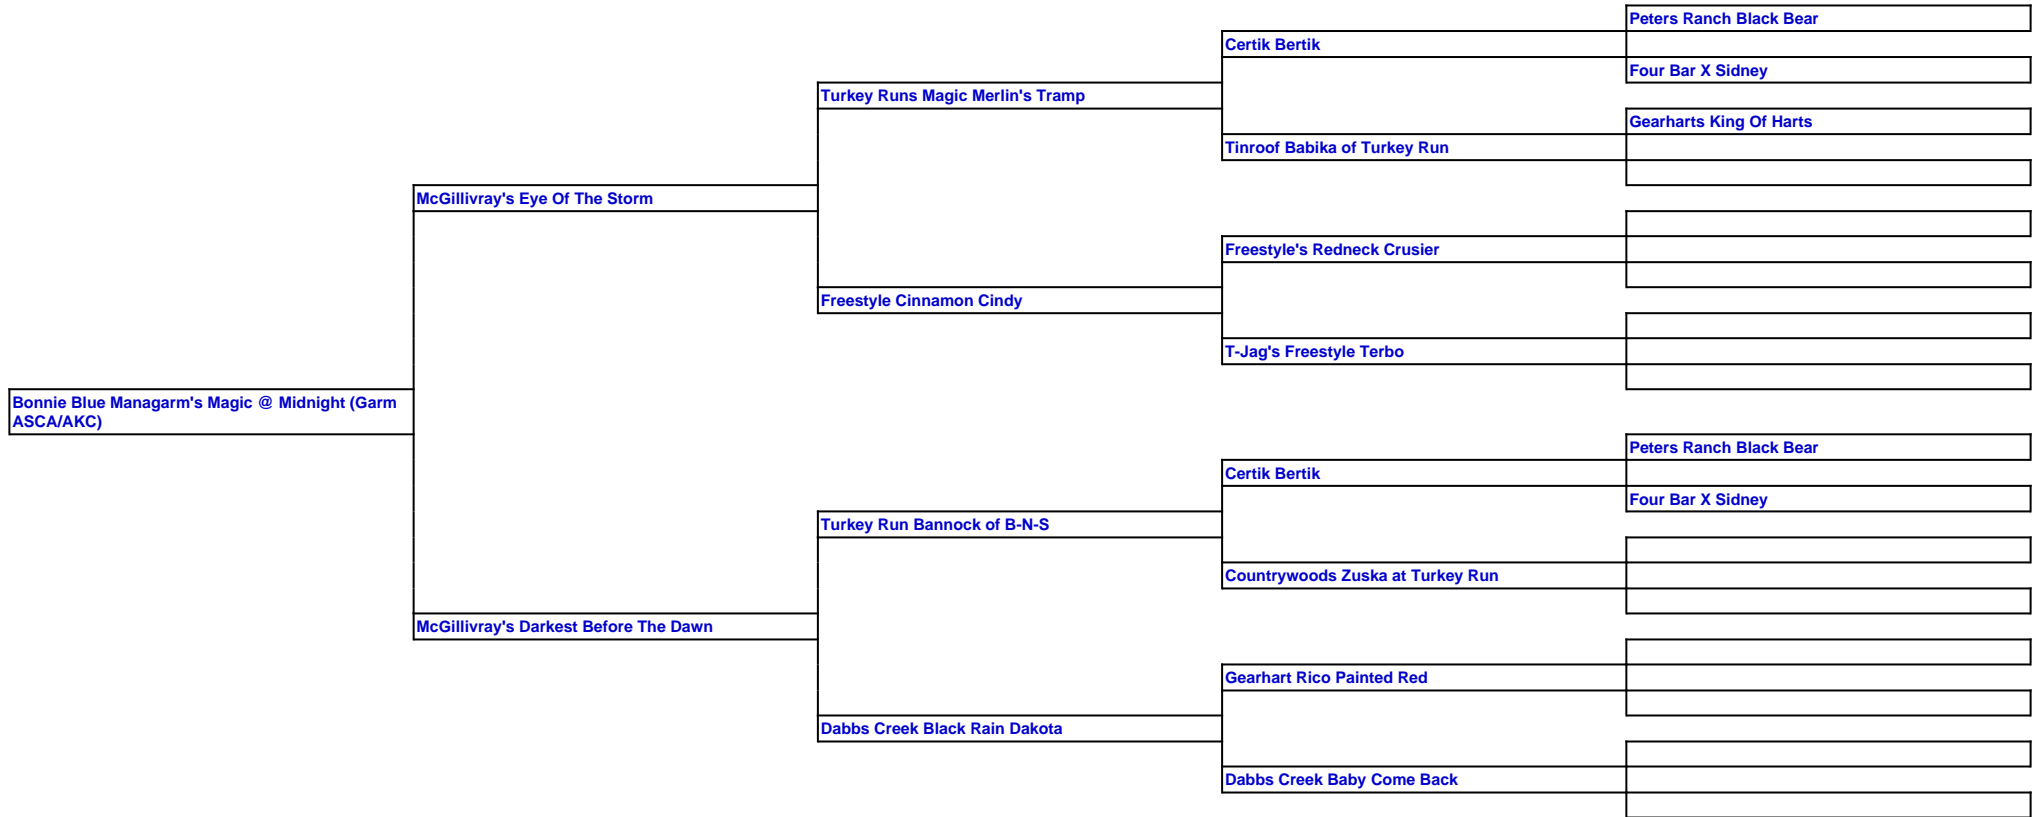 Peters Ranch Black Bear
Certik Bertik
Four Bar X Sidney
Turkey Runs Magic Merlin's Tramp
Gearharts King Of Harts
Tinroof Babika of Turkey Run
McGillivray's Eye Of The Storm
Freestyle's Redneck Crusier
Freestyle Cinnamon Cindy
T-Jag's Freestyle Terbo
Bonnie Blue Managarm's Magic @ Midnight (Garm
ASCA/AKC)
Peters Ranch Black Bear
Certik Bertik
Four Bar X Sidney
Turkey Run Bannock of B-N-S
Countrywoods Zuska at Turkey Run
McGillivray's Darkest Before The Dawn
Gearhart Rico Painted Red
Dabbs Creek Black Rain Dakota
Dabbs Creek Baby Come Back